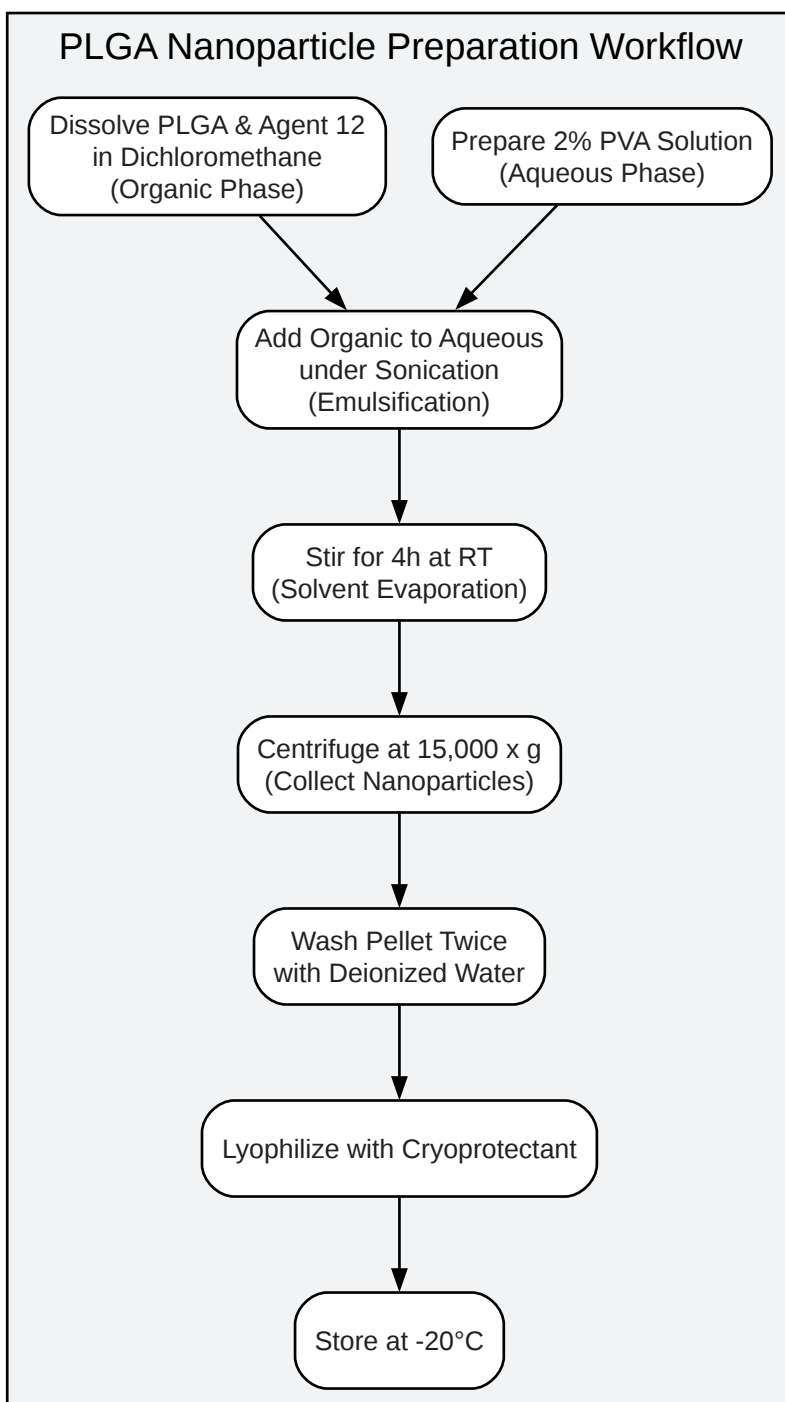 PLGA Nanoparticle Preparation Workflow
Dissolve PLGA & Agent 12
in Dichloromethane
(Organic Phase)
Prepare 2% PVA Solution
(Aqueous Phase)
Add Organic to Aqueous
under Sonication
(Emulsification)
Stir for 4h at RT
(Solvent Evaporation)
Centrifuge at 15,000 x g
(Collect Nanoparticles)
Wash Pellet Twice
with Deionized Water
Lyophilize with Cryoprotectant
Store at -20°C